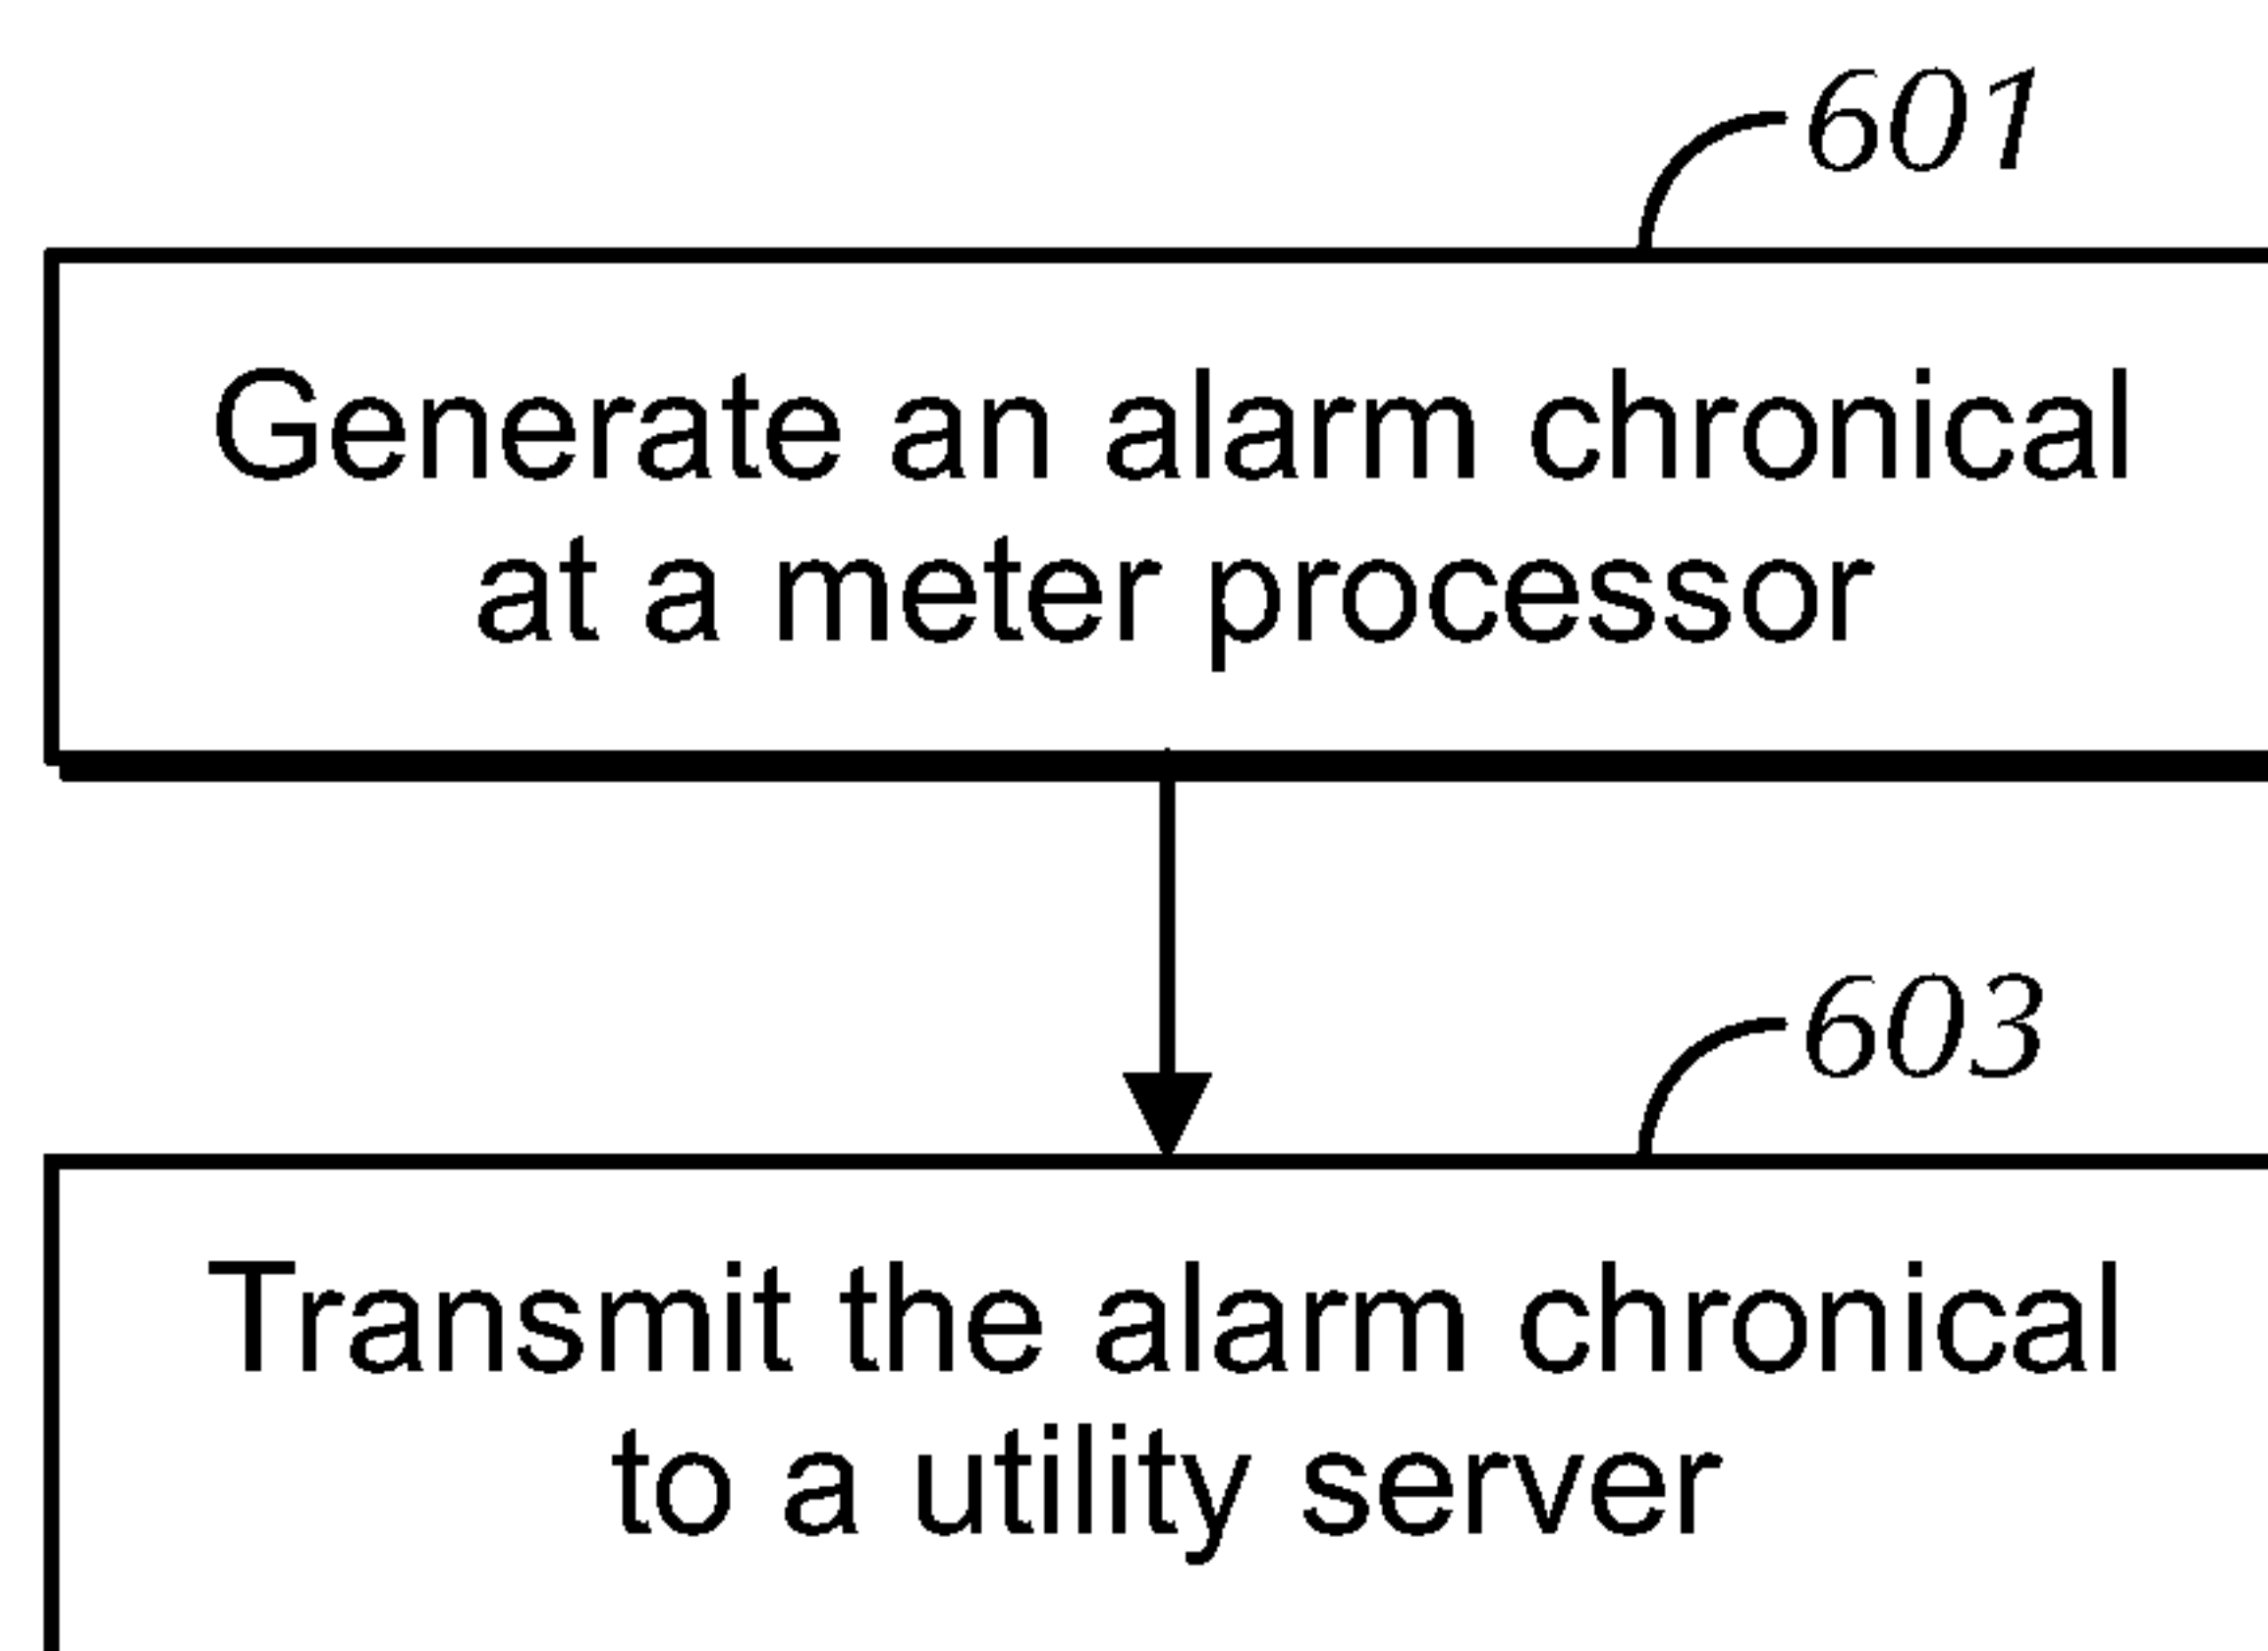 601
Generate an alarm chronical
at a meter processor
603
Transmit the alarm chronical
to a utility server